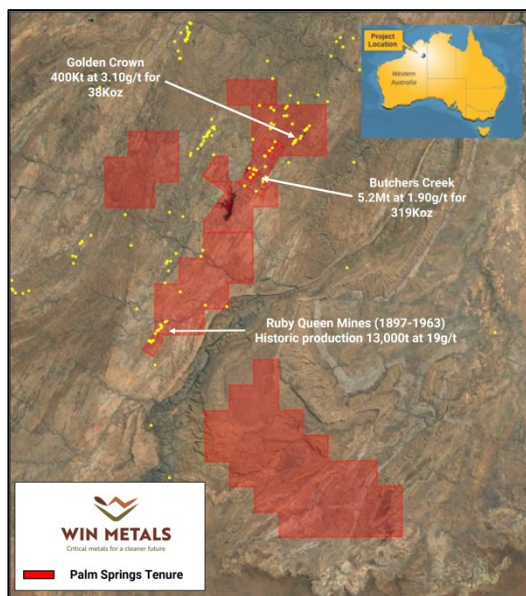 Golden Crown
400Kt at 3.10g/t for
38Koz
Project
Location
Western
Australia
Butchers Creek
5.2Mt at 1.90g/t for
319Koz
Ruby Queen Mines (1897-1963)
Historic production 13,000t at 19g/t
WIN METALS
Critical metals for a cleaner future
Palm Springs Tenure